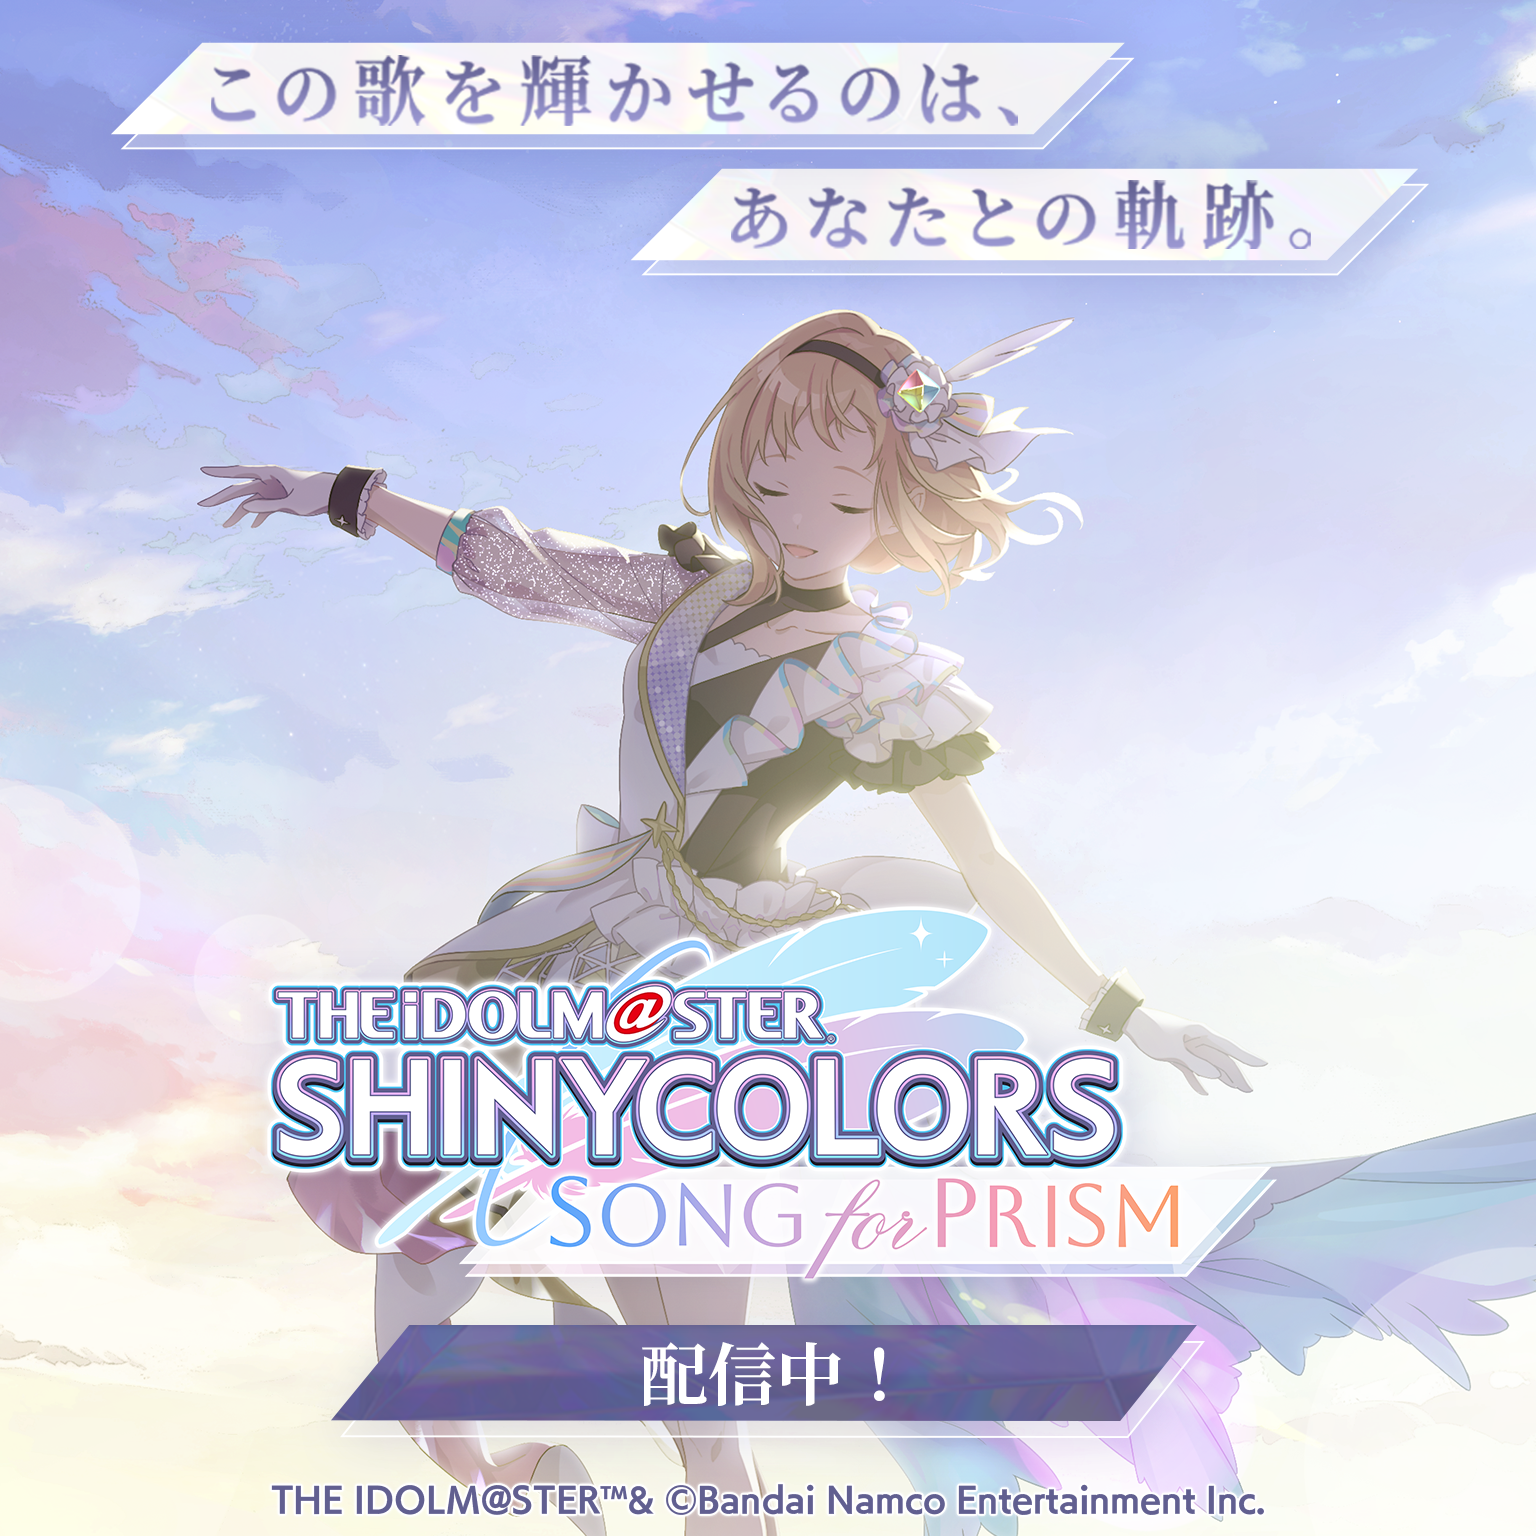 この歌を輝かせるのは、
あなたとの軌跡。
THE iDOLM@STER®
SHINYCOLORS
SONG for PRISM
配信中！
THE IDOLM@STER™& ©Bandai Namco Entertainment Inc.